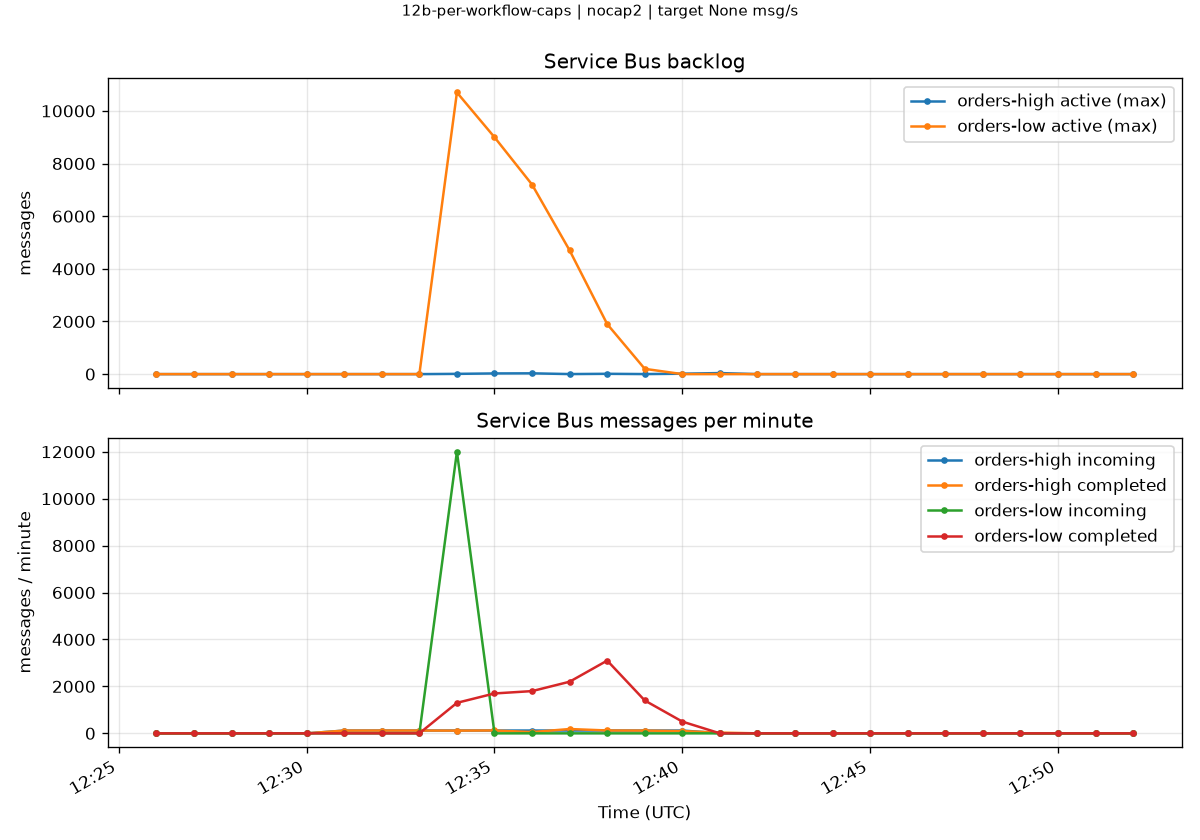 12b-per-workflow-caps | nocap2 | target None msg/s
Service Bus backlog
orders-high active (max)
orders-low active (max)
messages
10000
8000
6000
4000
2000
0
Service Bus messages per minute
orders-high incoming
orders-high completed
orders-low incoming
orders-low completed
messages / minute
12000
10000
8000
6000
4000
2000
0
12:25
12:30
12:35
12:40
12:45
12:50
Time (UTC)